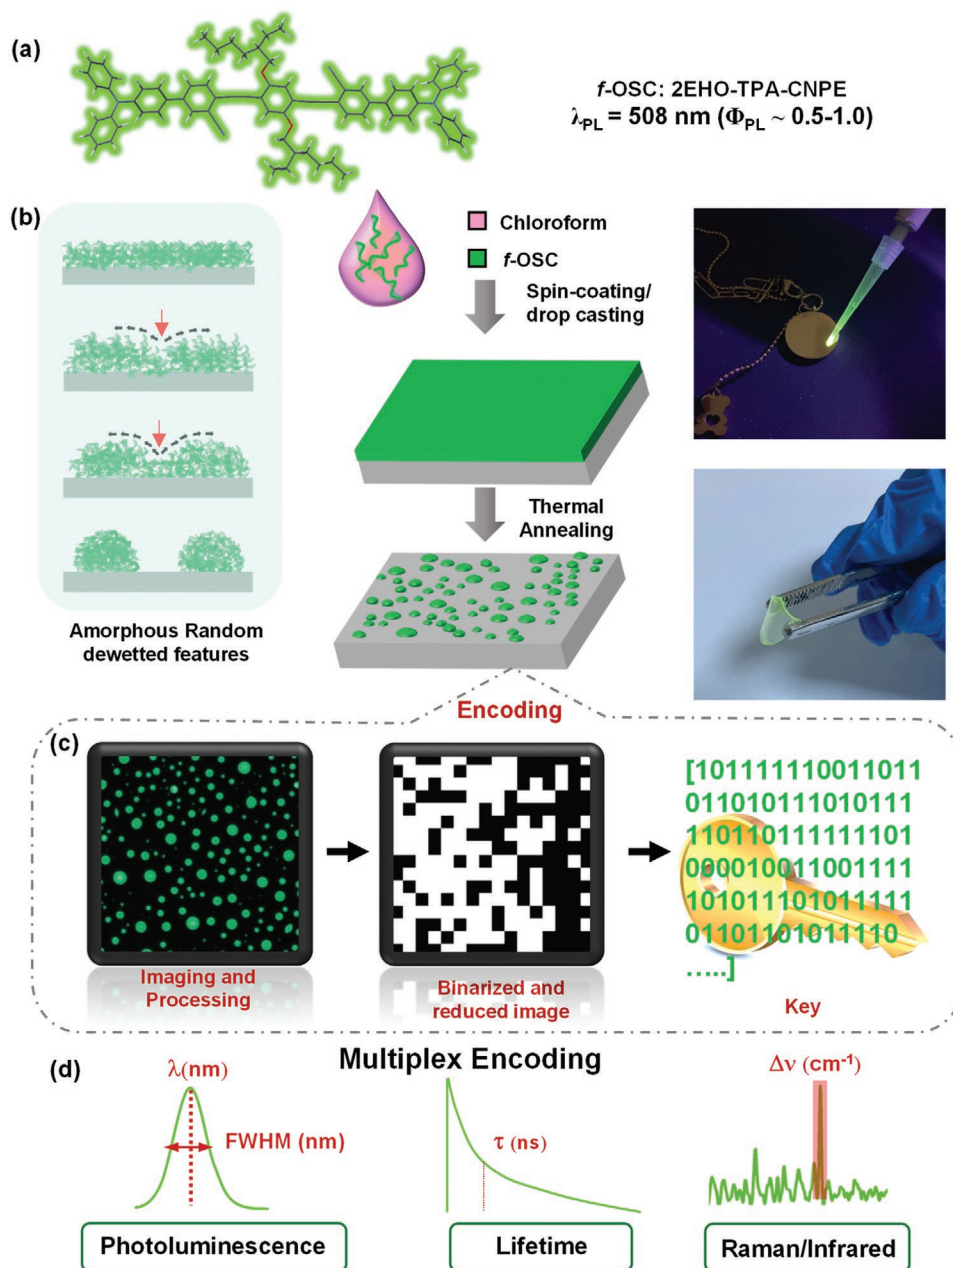 (a)
f-OSC: 2EHO-TPA-CNPE
λPL = 508 nm (ΦPL ~ 0.5-1.0)
(b)
Chloroform
f-OSC
Spin-coating/
drop casting
Thermal
Annealing
Amorphous Random
dewetted features
Encoding
(c)
[101111110011011
011010111010111
110110111111101
000010011001111
101011101011111
01101101011110
.....]
Imaging and
Processing
Binarized and
reduced image
Key
(d)
Multiplex Encoding
λ(nm)
FWHM (nm)
τ (ns)
Δν (cm-1)
Photoluminescence
Lifetime
Raman/Infrared